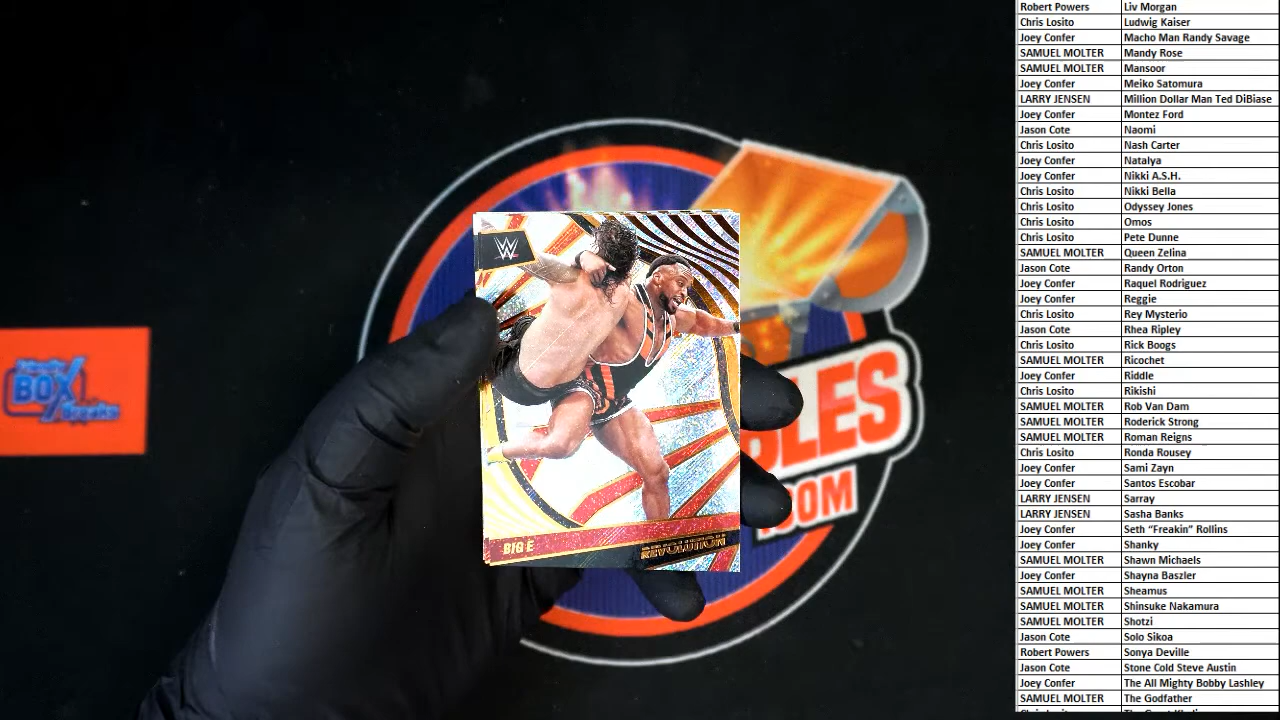 Robert Powers Liv Morgan
Chris Losito Ludwig Kaiser
Joey Confer Macho Man Randy Savage
SAMUEL MOLTER Mandy Rose
SAMUEL MOLTER Mansoor
Joey Confer Meiko Satomura
LARRY JENSEN Million Dollar Man Ted DiBiase
Joey Confer Montez Ford
Jason Cote Naomi
Chris Losito Nash Carter
Joey Confer Natalya
Joey Confer Nikki A.S.H.
Chris Losito Nikki Bella
Chris Losito Odyssey Jones
Chris Losito Omos
Chris Losito Pete Dunne
SAMUEL MOLTER Queen Zelina
Jason Cote Randy Orton
Joey Confer Raquel Rodriguez
Joey Confer Reggie
Chris Losito Rey Mysterio
Jason Cote Rhea Ripley
Chris Losito Rick Boogs
SAMUEL MOLTER Ricochet
Joey Confer Riddle
Chris Losito Rikishi
SAMUEL MOLTER Rob Van Dam
SAMUEL MOLTER Roderick Strong
SAMUEL MOLTER Roman Reigns
Chris Losito Ronda Rousey
Joey Confer Sami Zayn
Joey Confer Santos Escobar
LARRY JENSEN Sarray
LARRY JENSEN Sasha Banks
Joey Confer Seth “Freakin” Rollins
Joey Confer Shanky
SAMUEL MOLTER Shawn Michaels
Joey Confer Shayna Baszler
SAMUEL MOLTER Sheamus
SAMUEL MOLTER Shinsuke Nakamura
SAMUEL MOLTER Shotzi
Jason Cote Solo Sikoa
Robert Powers Sonya Deville
Jason Cote Stone Cold Steve Austin
Joey Confer The All Mighty Bobby Lashley
SAMUEL MOLTER The Godfather
W
BIG E
REVOLUTION
BOX
Breaks